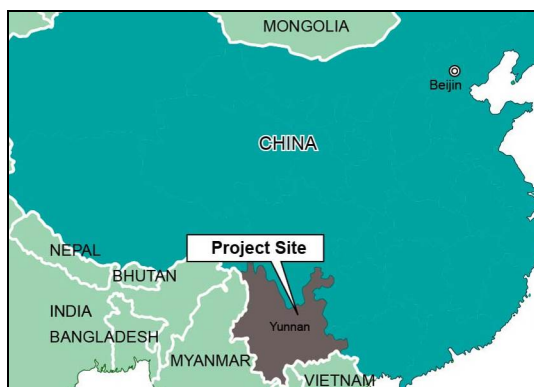 MONGOLIA
Beijin
CHINA
Project Site
NEPAL
BHUTAN
INDIA
BANGLADESH
Yunnan
MYANMAR
VIETNAM